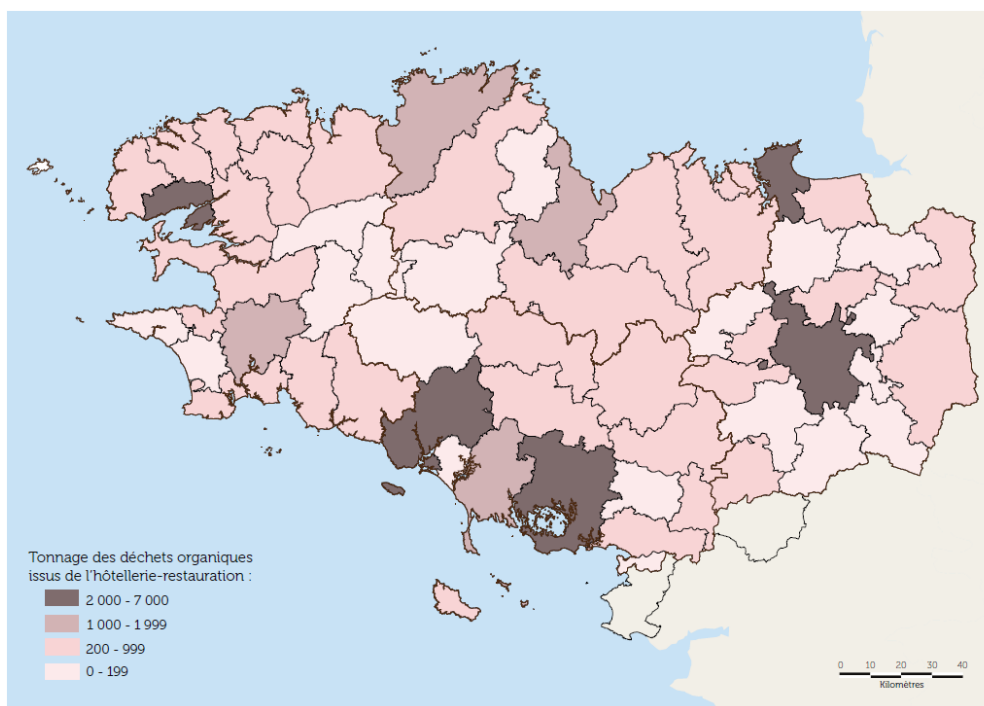 Tonnage des déchets organiques
issus de l'hôtellerie-restauration :
2 000 - 7 000
1 000 - 1 999
200 - 999
0 - 199
0 10 20 30 40
Kilomètres